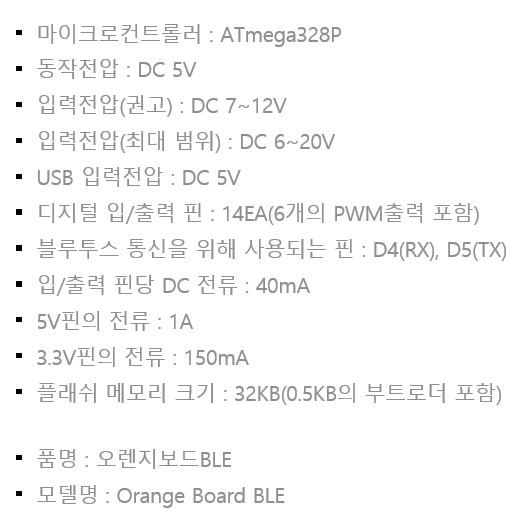 ▪ 마이크로컨트롤러 : ATmega328P
▪ 동작전압 : DC 5V
▪ 입력전압(권고) : DC 7~12V
▪ 입력전압(최대 범위) : DC 6~20V
▪ USB 입력전압 : DC 5V
▪ 디지털 입/출력 핀 : 14EA(6개의 PWM출력 포함)
▪ 블루투스 통신을 위해 사용되는 핀 : D4(RX), D5(TX)
▪ 입/출력 핀당 DC 전류 : 40mA
▪ 5V핀의 전류 : 1A
▪ 3.3V핀의 전류 : 150mA
▪ 플래쉬 메모리 크기 : 32KB(0.5KB의 부트로더 포함)
▪ 품명 : 오렌지보드BLE
▪ 모델명 : Orange Board BLE